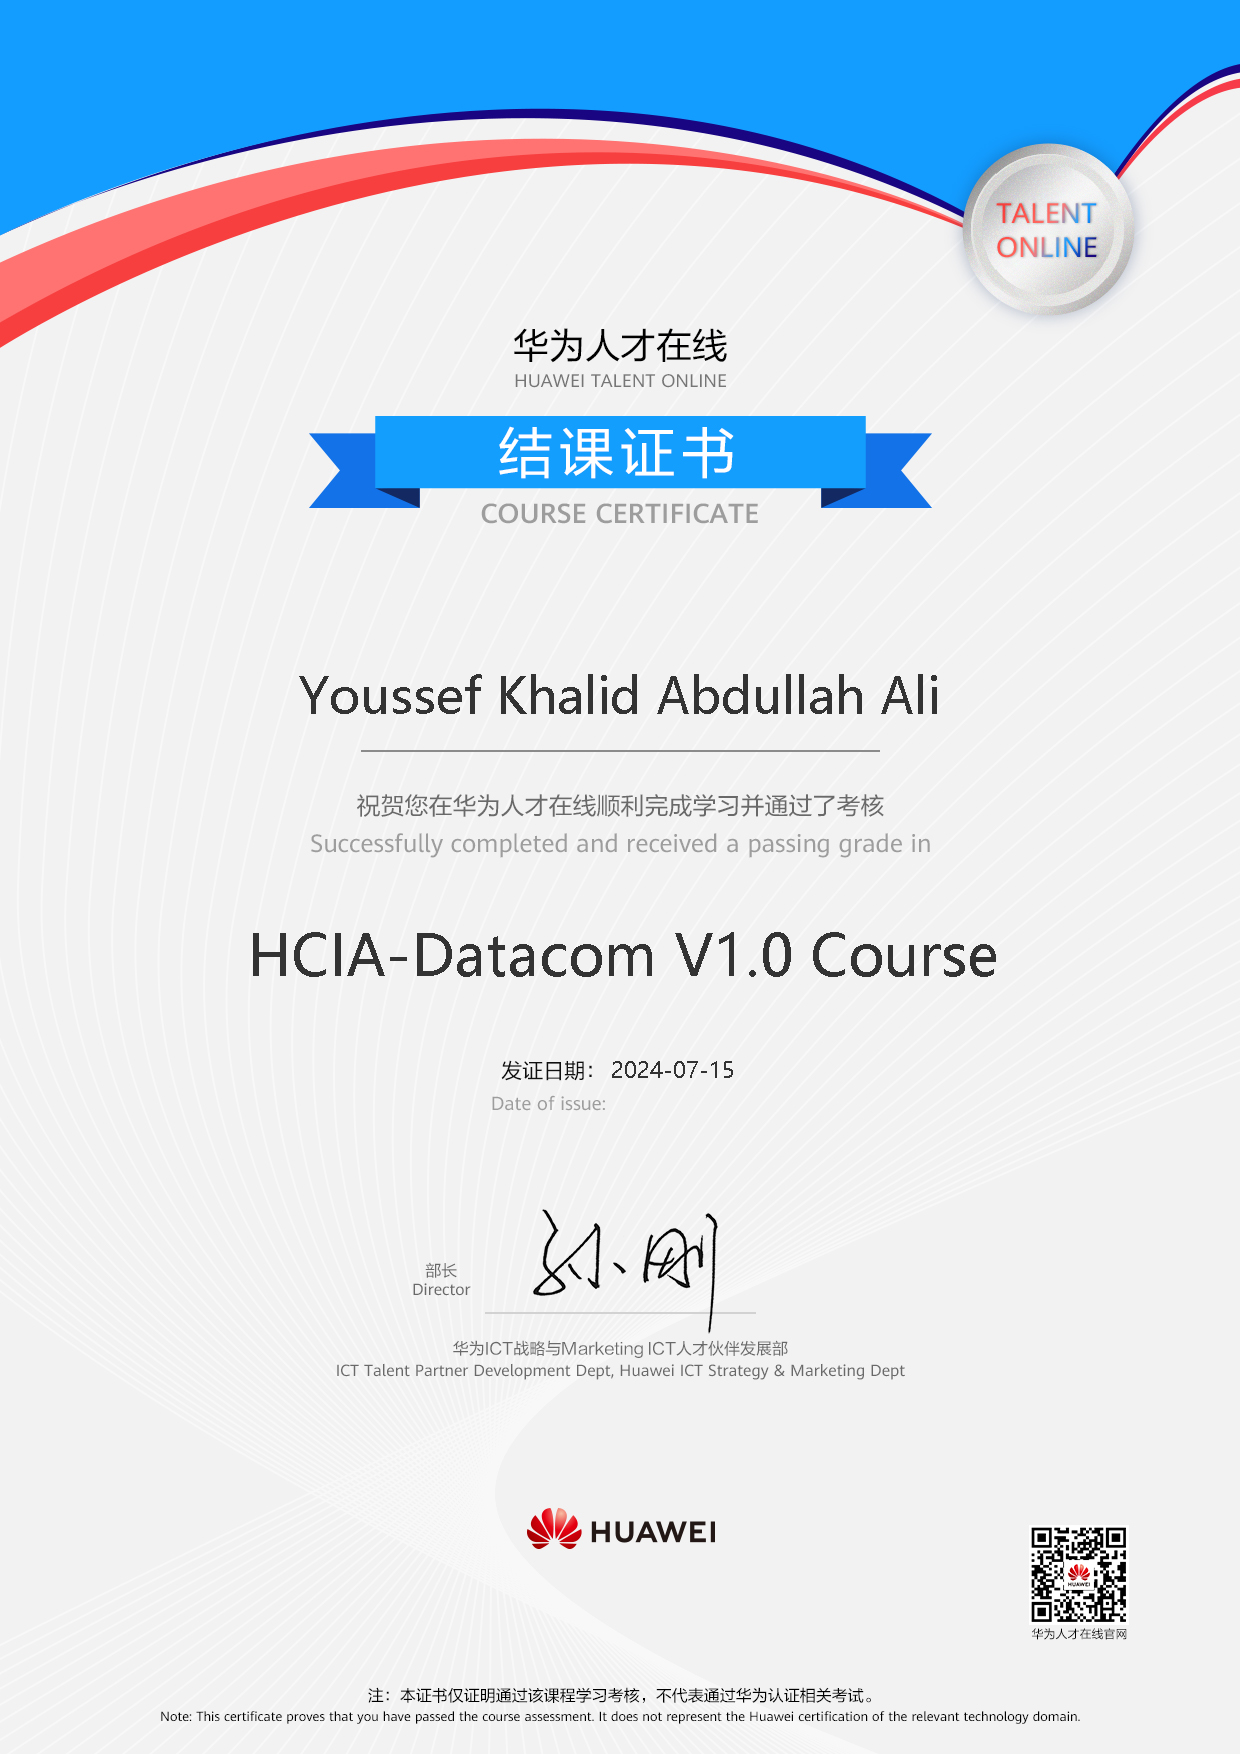 TALENT
ONLINE
华为人才在线
HUAWEI TALENT ONLINE
结课证书
COURSE CERTIFICATE
Youssef Khalid Abdullah Ali
祝贺您在华为人才在线顺利完成学习并通过了考核
Successfully completed and received a passing grade in
HCIA-Datacom V1.0 Course
发证日期： 2024-07-15
Date of issue:
孙刚
部长
Director
华为ICT战略与Marketing ICT人才伙伴发展部
ICT Talent Partner Development Dept, Huawei ICT Strategy & Marketing Dept
HUAWEI
HUAWEI
华为人才在线官网
注：本证书仅证明通过该课程学习考核，不代表通过华为认证相关考试。
Note: This certificate proves that you have passed the course assessment. It does not represent the Huawei certification of the relevant technology domain.